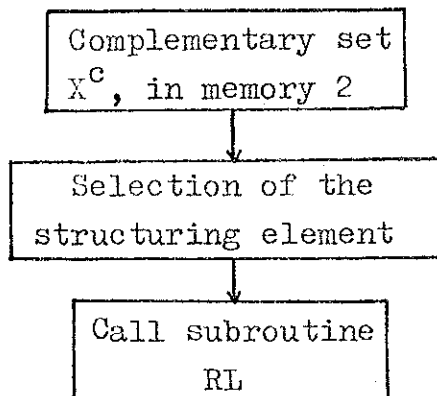 Complementary set
X^c, in memory 2
Selection of the
structuring element
Call subroutine
RL